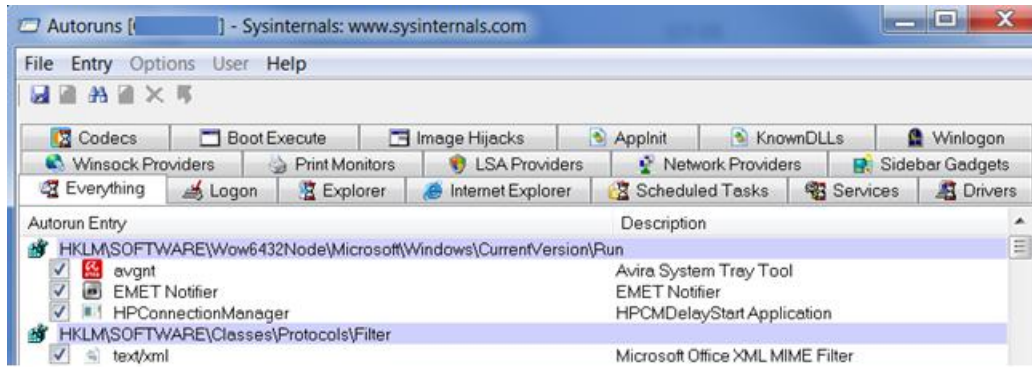 Autoruns [ ] - Sysinternals: www.sysinternals.com
File Entry Options User Help
Codecs Boot Execute Image Hijacks AppInit KnownDLLs Winlogon
Winsock Providers Print Monitors LSA Providers Network Providers Sidebar Gadgets
Everything Logon Explorer Internet Explorer Scheduled Tasks Services Drivers
Autorun Entry Description
HKLM\SOFTWARE\Wow6432Node\Microsoft\Windows\CurrentVersion\Run
avgnt Avira System Tray Tool
EMET Notifier EMET Notifier
HPConnectionManager HPCMDelayStart Application
HKLM\SOFTWARE\Classes\Protocols\Filter
text/xml Microsoft Office XML MIME Filter